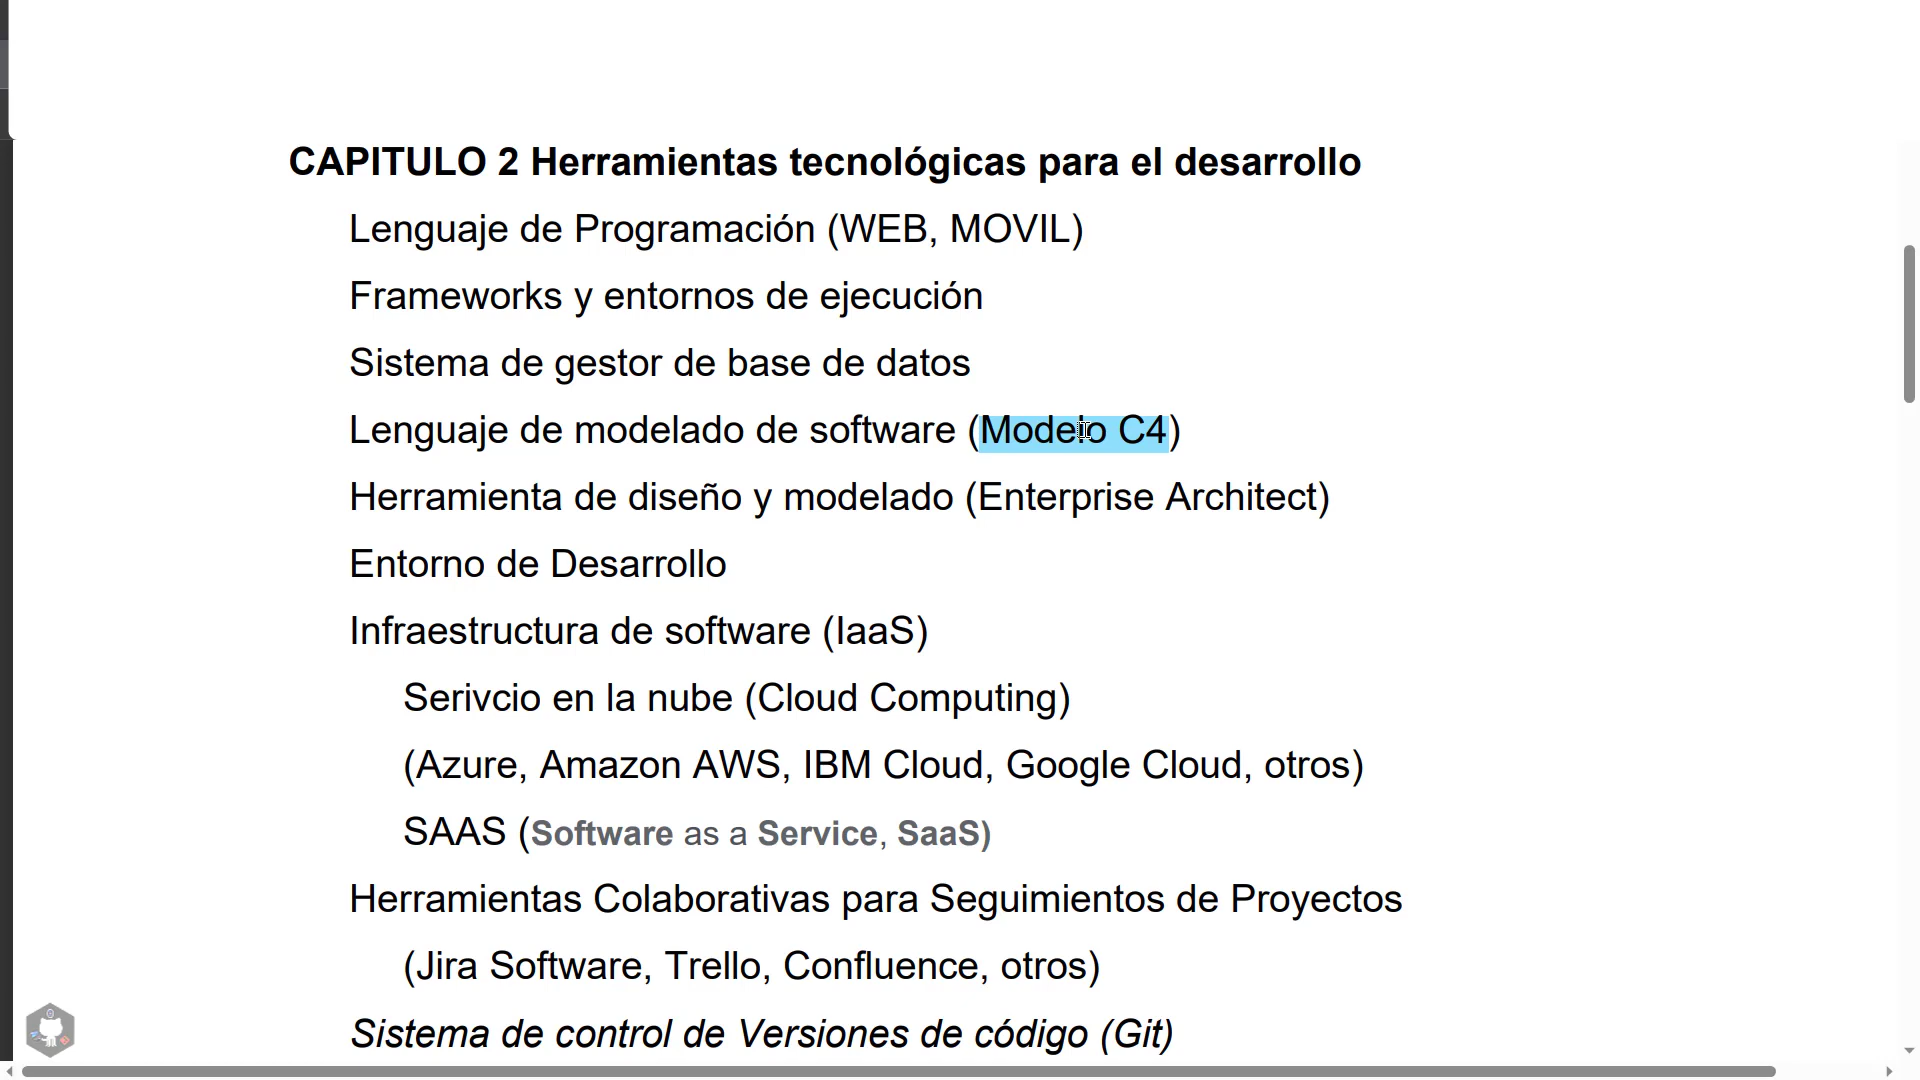 CAPITULO 2 Herramientas tecnológicas para el desarrollo
Lenguaje de Programación (WEB, MOVIL)
Frameworks y entornos de ejecución
Sistema de gestor de base de datos
Lenguaje de modelado de software (Modelo C4)
Herramienta de diseño y modelado (Enterprise Architect)
Entorno de Desarrollo
Infraestructura de software (IaaS)
Serivcio en la nube (Cloud Computing)
(Azure, Amazon AWS, IBM Cloud, Google Cloud, otros)
SAAS (Software as a Service, SaaS)
Herramientas Colaborativas para Seguimientos de Proyectos
(Jira Software, Trello, Confluence, otros)
Sistema de control de Versiones de código (Git)